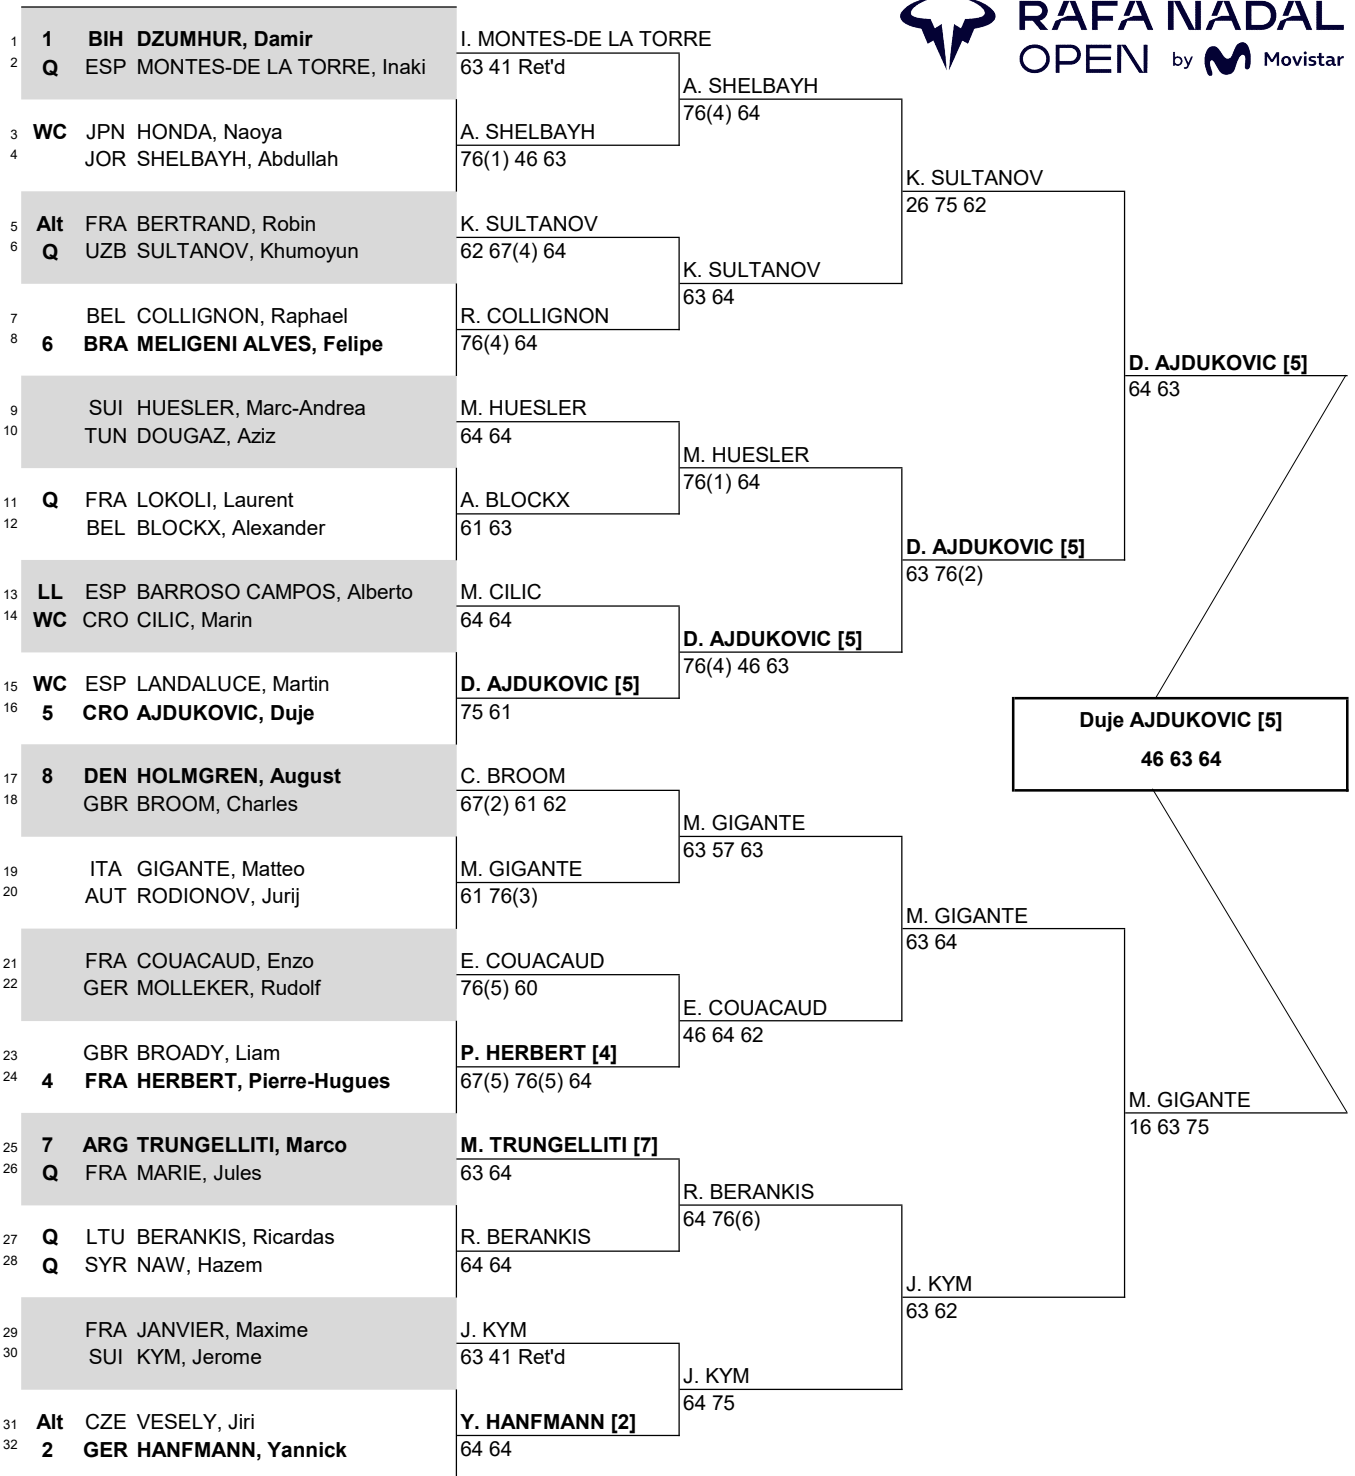 RAFA NADAL
OPEN by Movistar
1 1 BIH DZUMHUR, Damir
2 Q ESP MONTES-DE LA TORRE, Inaki
3 WC JPN HONDA, Naoya
4 JOR SHELBAYH, Abdullah
5 Alt FRA BERTRAND, Robin
6 Q UZB SULTANOV, Khumoyun
7 BEL COLLIGNON, Raphael
8 6 BRA MELIGENI ALVES, Felipe
9 SUI HUESLER, Marc-Andrea
10 TUN DOUGAZ, Aziz
11 Q FRA LOKOLI, Laurent
12 BEL BLOCKX, Alexander
13 LL ESP BARROSO CAMPOS, Alberto
14 WC CRO CILIC, Marin
15 WC ESP LANDALUCE, Martin
16 5 CRO AJDUKOVIC, Duje
17 8 DEN HOLMGREN, August
18 GBR BROOM, Charles
19 ITA GIGANTE, Matteo
20 AUT RODIONOV, Jurij
21 FRA COUACAUD, Enzo
22 GER MOLLEKER, Rudolf
23 GBR BROADY, Liam
24 4 FRA HERBERT, Pierre-Hugues
25 7 ARG TRUNGELLITI, Marco
26 Q FRA MARIE, Jules
27 Q LTU BERANKIS, Ricardas
28 Q SYR NAW, Hazem
29 FRA JANVIER, Maxime
30 SUI KYM, Jerome
31 Alt CZE VESELY, Jiri
32 2 GER HANFMANN, Yannick
I. MONTES-DE LA TORRE
63 41 Ret'd
A. SHELBAYH
76(1) 46 63
K. SULTANOV
62 67(4) 64
R. COLLIGNON
76(4) 64
M. HUESLER
64 64
A. BLOCKX
61 63
M. CILIC
64 64
D. AJDUKOVIC [5]
75 61
C. BROOM
67(2) 61 62
M. GIGANTE
61 76(3)
E. COUACAUD
76(5) 60
P. HERBERT [4]
67(5) 76(5) 64
M. TRUNGELLITI [7]
63 64
R. BERANKIS
64 64
J. KYM
63 41 Ret'd
Y. HANFMANN [2]
64 64
A. SHELBAYH
76(4) 64
K. SULTANOV
63 64
M. HUESLER
76(1) 64
D. AJDUKOVIC [5]
76(4) 46 63
M. GIGANTE
63 57 63
E. COUACAUD
46 64 62
R. BERANKIS
64 76(6)
J. KYM
64 75
K. SULTANOV
26 75 62
D. AJDUKOVIC [5]
63 76(2)
M. GIGANTE
63 64
J. KYM
63 62
D. AJDUKOVIC [5]
64 63
M. GIGANTE
16 63 75
Duje AJDUKOVIC [5]
46 63 64